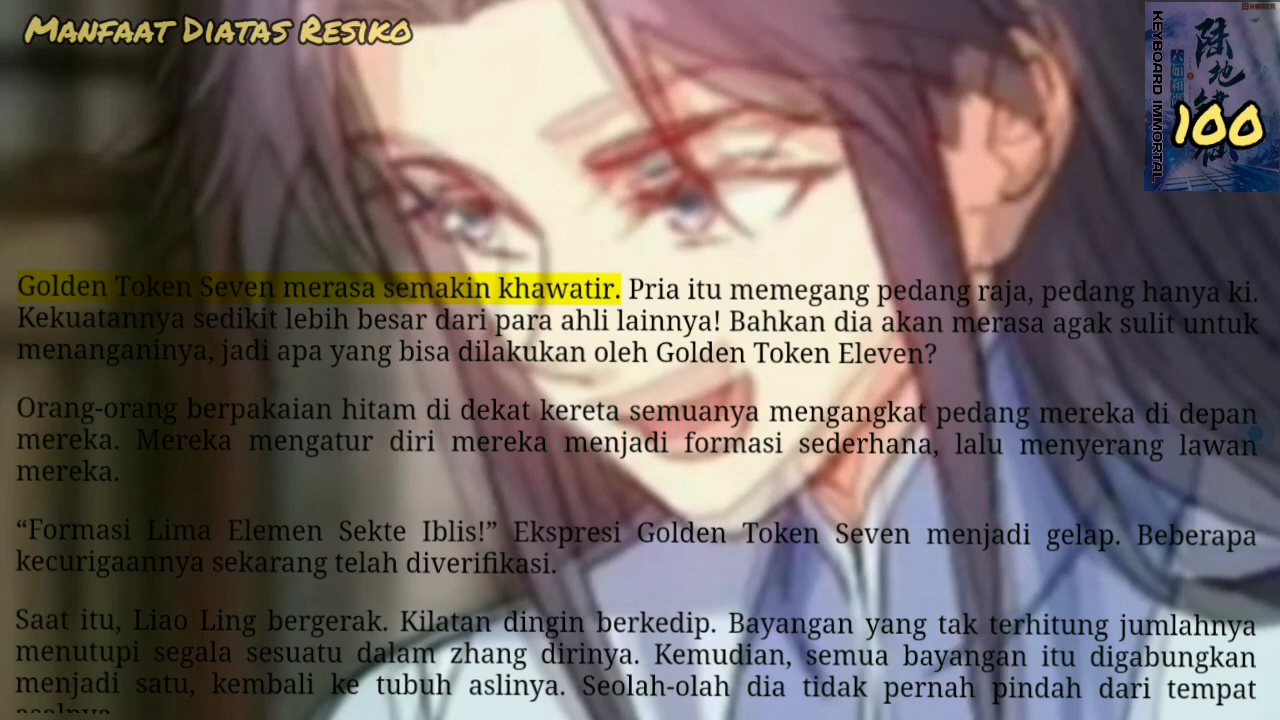 Manfaat Diatas Resiko
KEYBOARD IMMORTAL
100
Golden Token Seven merasa semakin khawatir. Pria itu memegang pedang raja, pedang hanya ki.
Kekuatannya sedikit lebih besar dari para ahli lainnya! Bahkan dia akan merasa agak sulit untuk
menanganinya, jadi apa yang bisa dilakukan oleh Golden Token Eleven?
Orang-orang berpakaian hitam di dekat kereta semuanya mengangkat pedang mereka di depan
mereka. Mereka mengatur diri mereka menjadi formasi sederhana, lalu menyerang lawan
mereka.
“Formasi Lima Elemen Sekte Iblis!” Ekspresi Golden Token Seven menjadi gelap. Beberapa
kecurigaannya sekarang telah diverifikasi.
Saat itu, Liao Ling bergerak. Kilatan dingin berkedip. Bayangan yang tak terhitung jumlahnya
menutupi segala sesuatu dalam zhang dirinya. Kemudian, semua bayangan itu digabungkan
menjadi satu, kembali ke tubuh aslinya. Seolah-olah dia tidak pernah pindah dari tempat